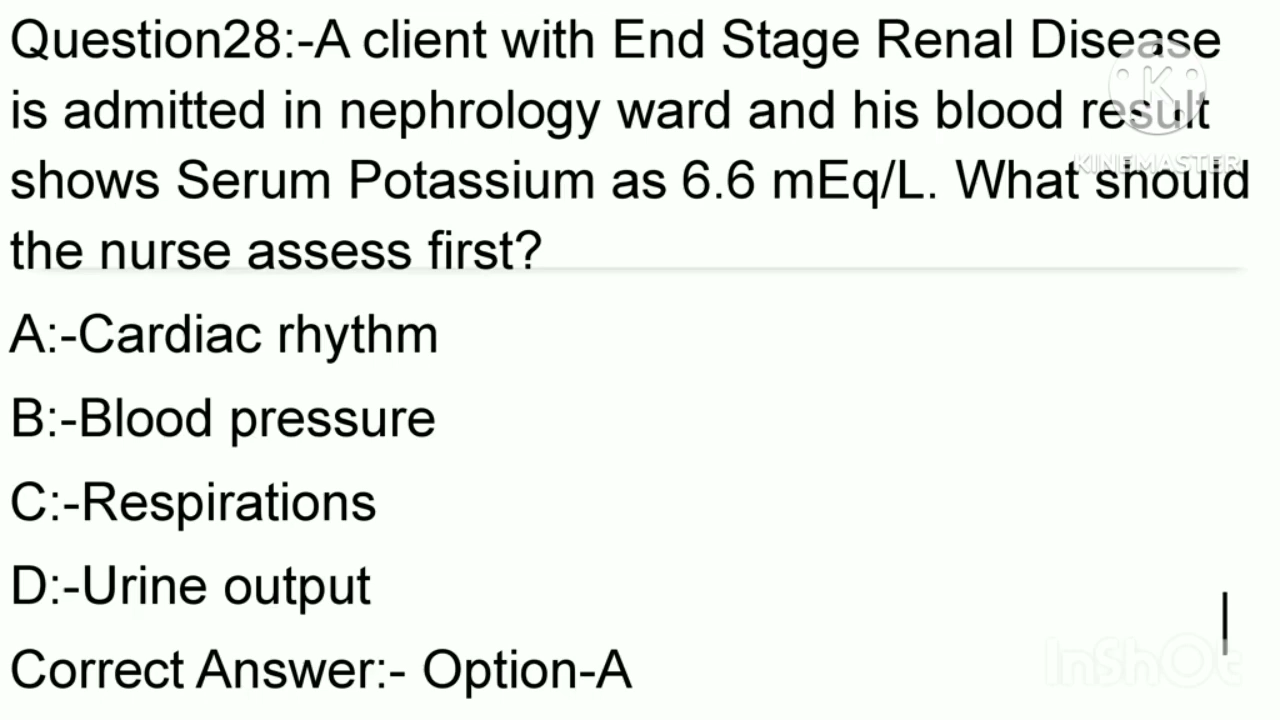 Question28:-A client with End Stage Renal Disease
is admitted in nephrology ward and his blood result
shows Serum Potassium as 6.6 mEq/L. What should
the nurse assess first?
A:-Cardiac rhythm
B:-Blood pressure
C:-Respirations
D:-Urine output
Correct Answer:- Option-A
K
KINEMASTER
InShOt